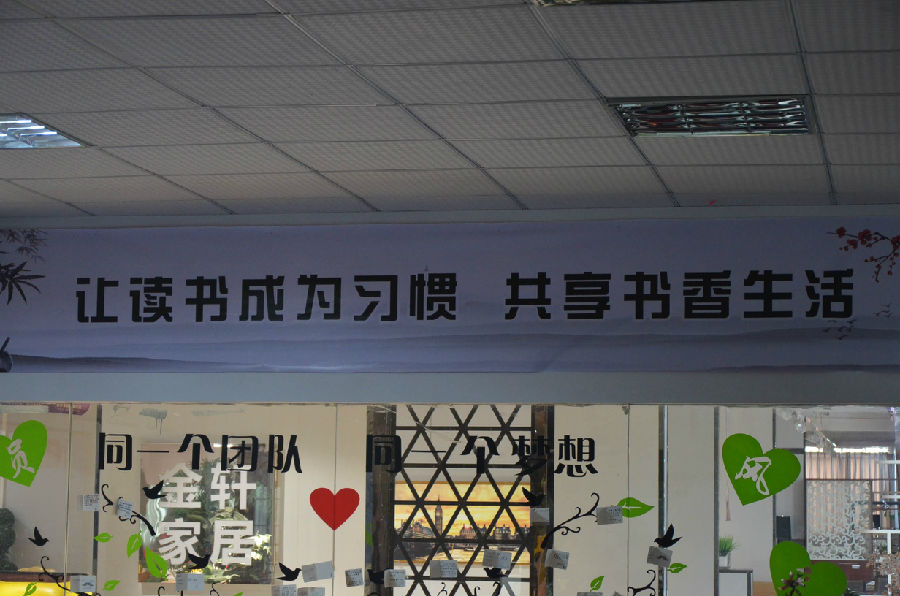 让读书成为习惯 共享书香生活
同一个团队 同一个梦想
金轩
家居